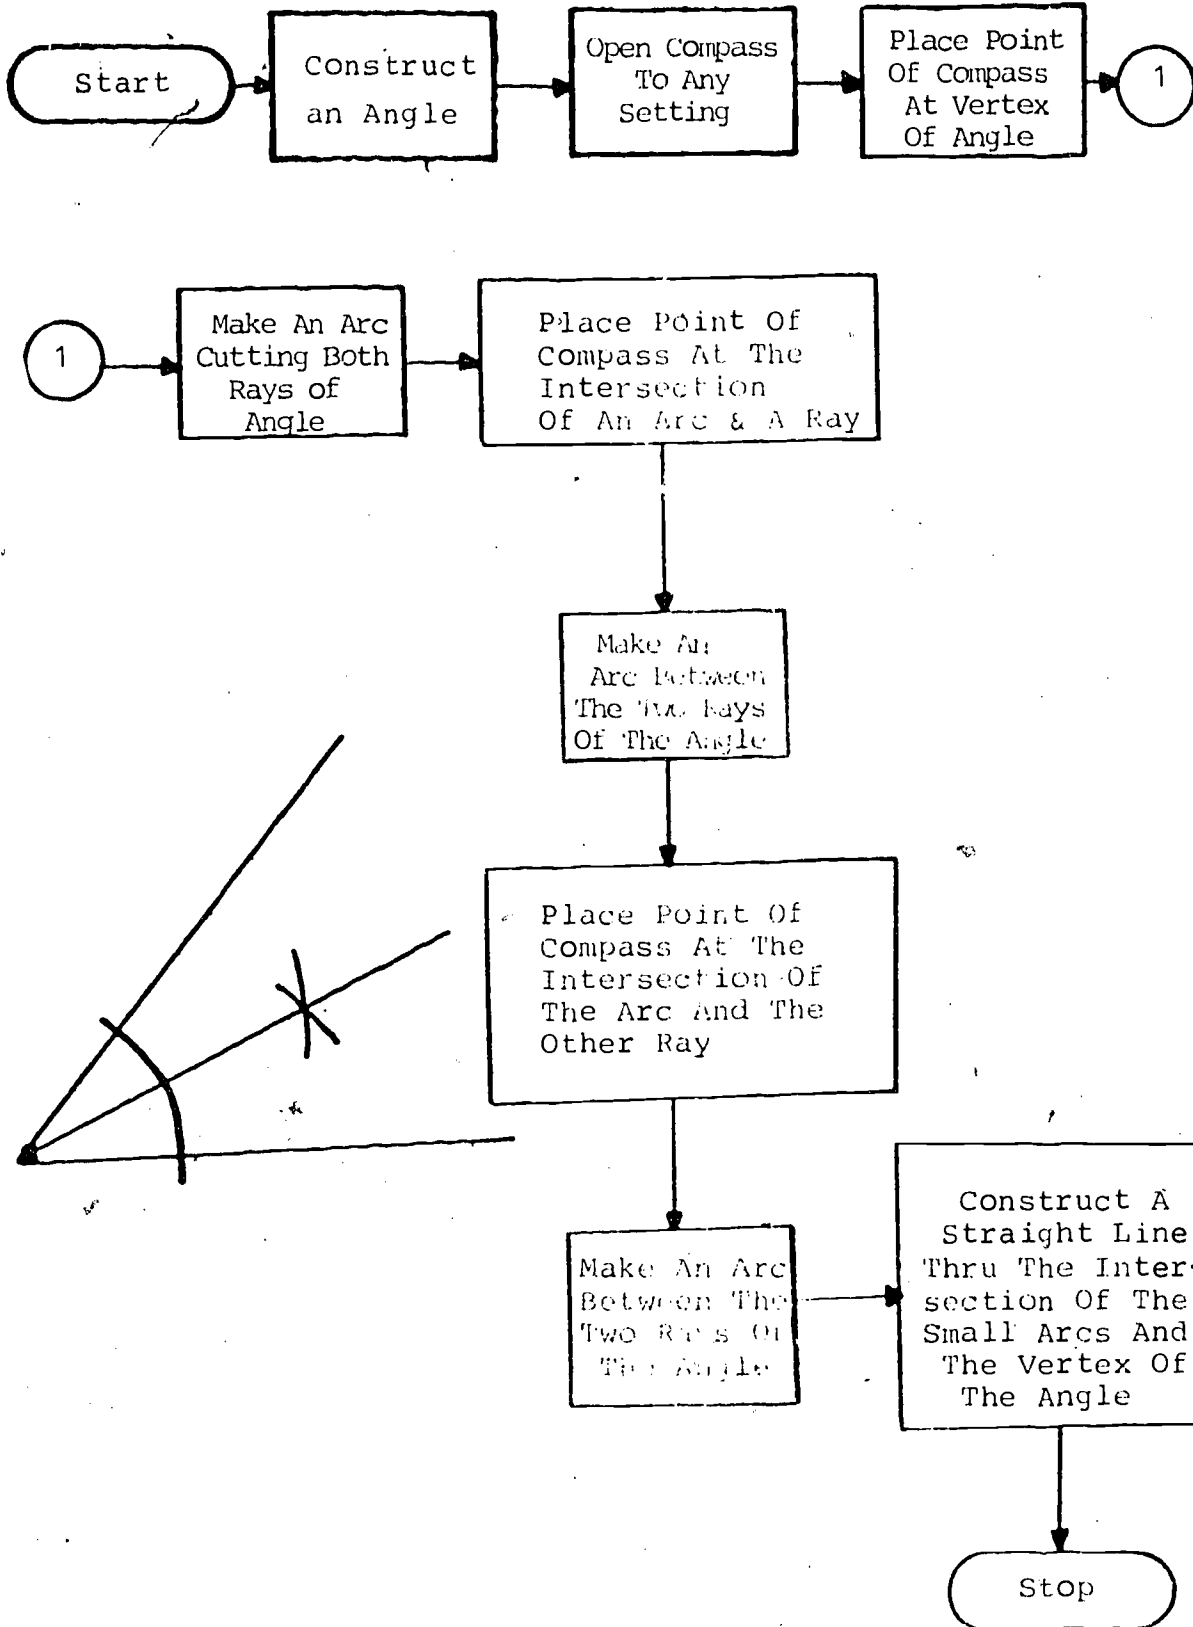 Start
Construct
an Angle
Open Compass
To Any
Setting
Place Point
Of Compass
At Vertex
Of Angle
1
1
Make An Arc
Cutting Both
Rays of
Angle
Place Point Of
Compass At The
Intersection
Of An Arc & A Ray
Make An
Arc Between
The Two Rays
Of The Angle
Place Point Of
Compass At The
Intersection Of
The Arc And The
Other Ray
Make An Arc
Between The
Two Rays Of
The Angle
Construct A
Straight Line
Thru The Inter-
section Of The
Small Arcs And
The Vertex Of
The Angle
Stop